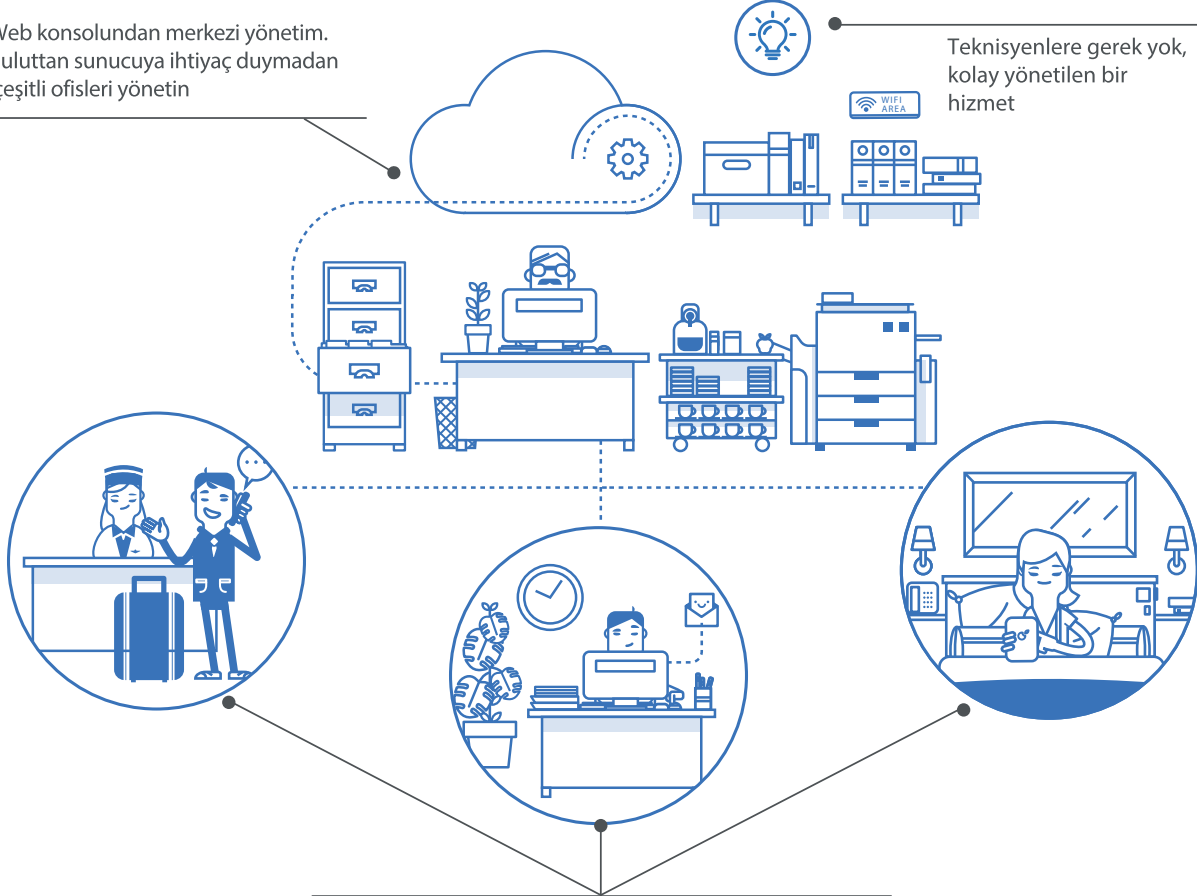 Web konsolundan merkezi yönetim.
uluttan sunucuya ihtiyaç duymadan
çeşitli ofisleri yönetin
Teknisyenlere gerek yok,
kolay yönetilen bir
hizmet
WIFI
AREA